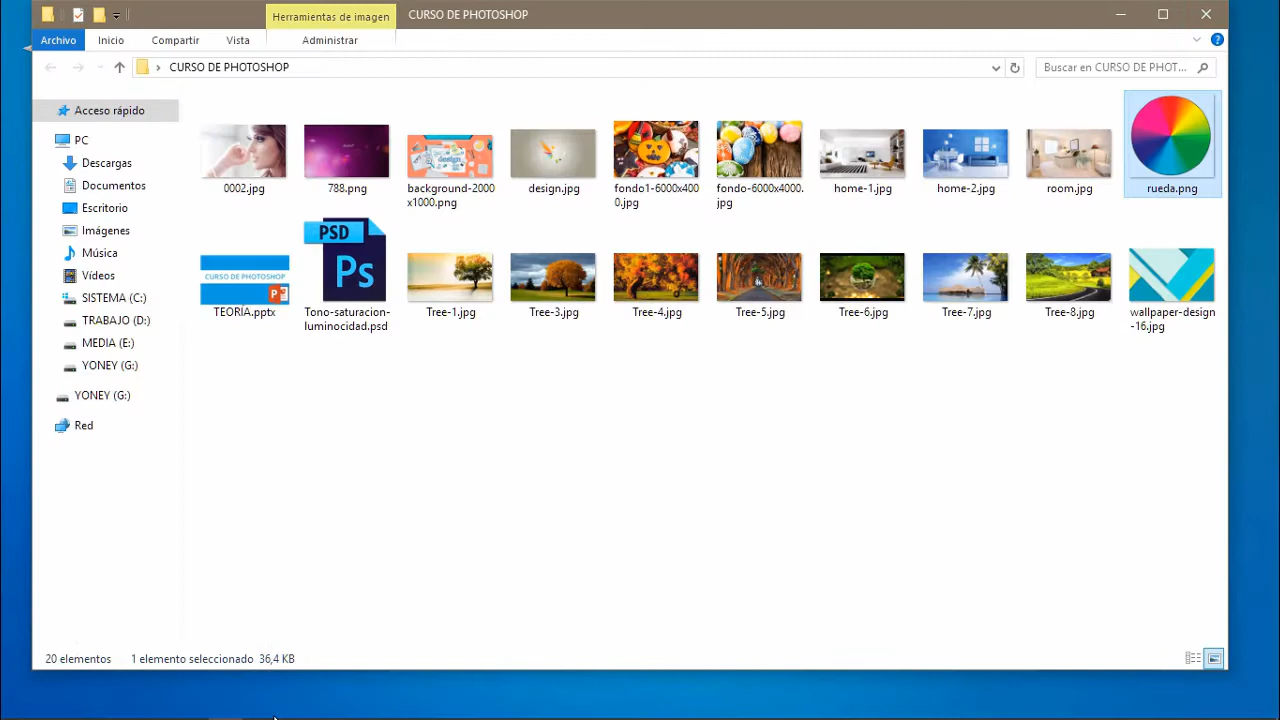 Herramientas de imagen
CURSO DE PHOTOSHOP
Archivo
Inicio
Compartir
Vista
Administrar
CURSO DE PHOTOSHOP
Buscar en CURSO DE PHOT...
Acceso rápido
PC
Descargas
Documentos
Escritorio
Imágenes
Música
Vídeos
SISTEMA (C:)
TRABAJO (D:)
MEDIA (E:)
YONEY (G:)
YONEY (G:)
Red
0002.jpg
788.png
background-2000
x1000.png
design.jpg
fondo1-6000x400
0.jpg
fondo-6000x4000.
jpg
home-1.jpg
home-2.jpg
room.jpg
rueda.png
design
CURSO DE PHOTOSHOP
TEORÍA.pptx
PSD
Ps
Tono-saturacion-
luminocidad.psd
Tree-1.jpg
Tree-3.jpg
Tree-4.jpg
Tree-5.jpg
Tree-6.jpg
Tree-7.jpg
Tree-8.jpg
wallpaper-design
-16.jpg
20 elementos
1 elemento seleccionado
36,4 KB